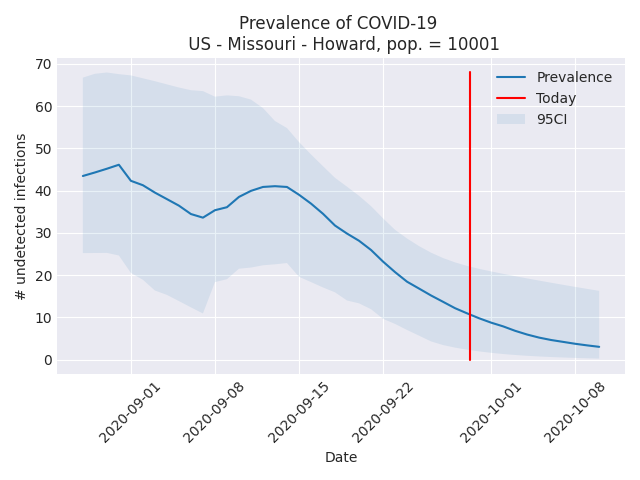 Prevalence of COVID-19
US - Missouri - Howard, pop. = 10001
70
60
50
40
30
20
10
0
# undetected infections
Prevalence
Today
95CI
2020-09-01
2020-09-08
2020-09-15
2020-09-22
2020-10-01
2020-10-08
Date